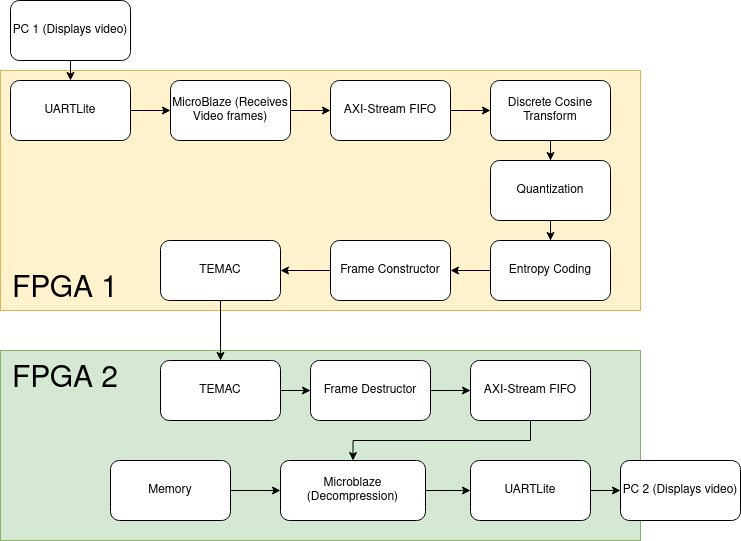 PC 1 (Displays video)
UARTLite
MicroBlaze (Receives
Video frames)
AXI-Stream FIFO
Discrete Cosine
Transform
Quantization
TEMAC
Frame Constructor
Entropy Coding
FPGA 1
FPGA 2
TEMAC
Frame Destructor
AXI-Stream FIFO
Memory
Microblaze
(Decompression)
UARTLite
PC 2 (Displays video)